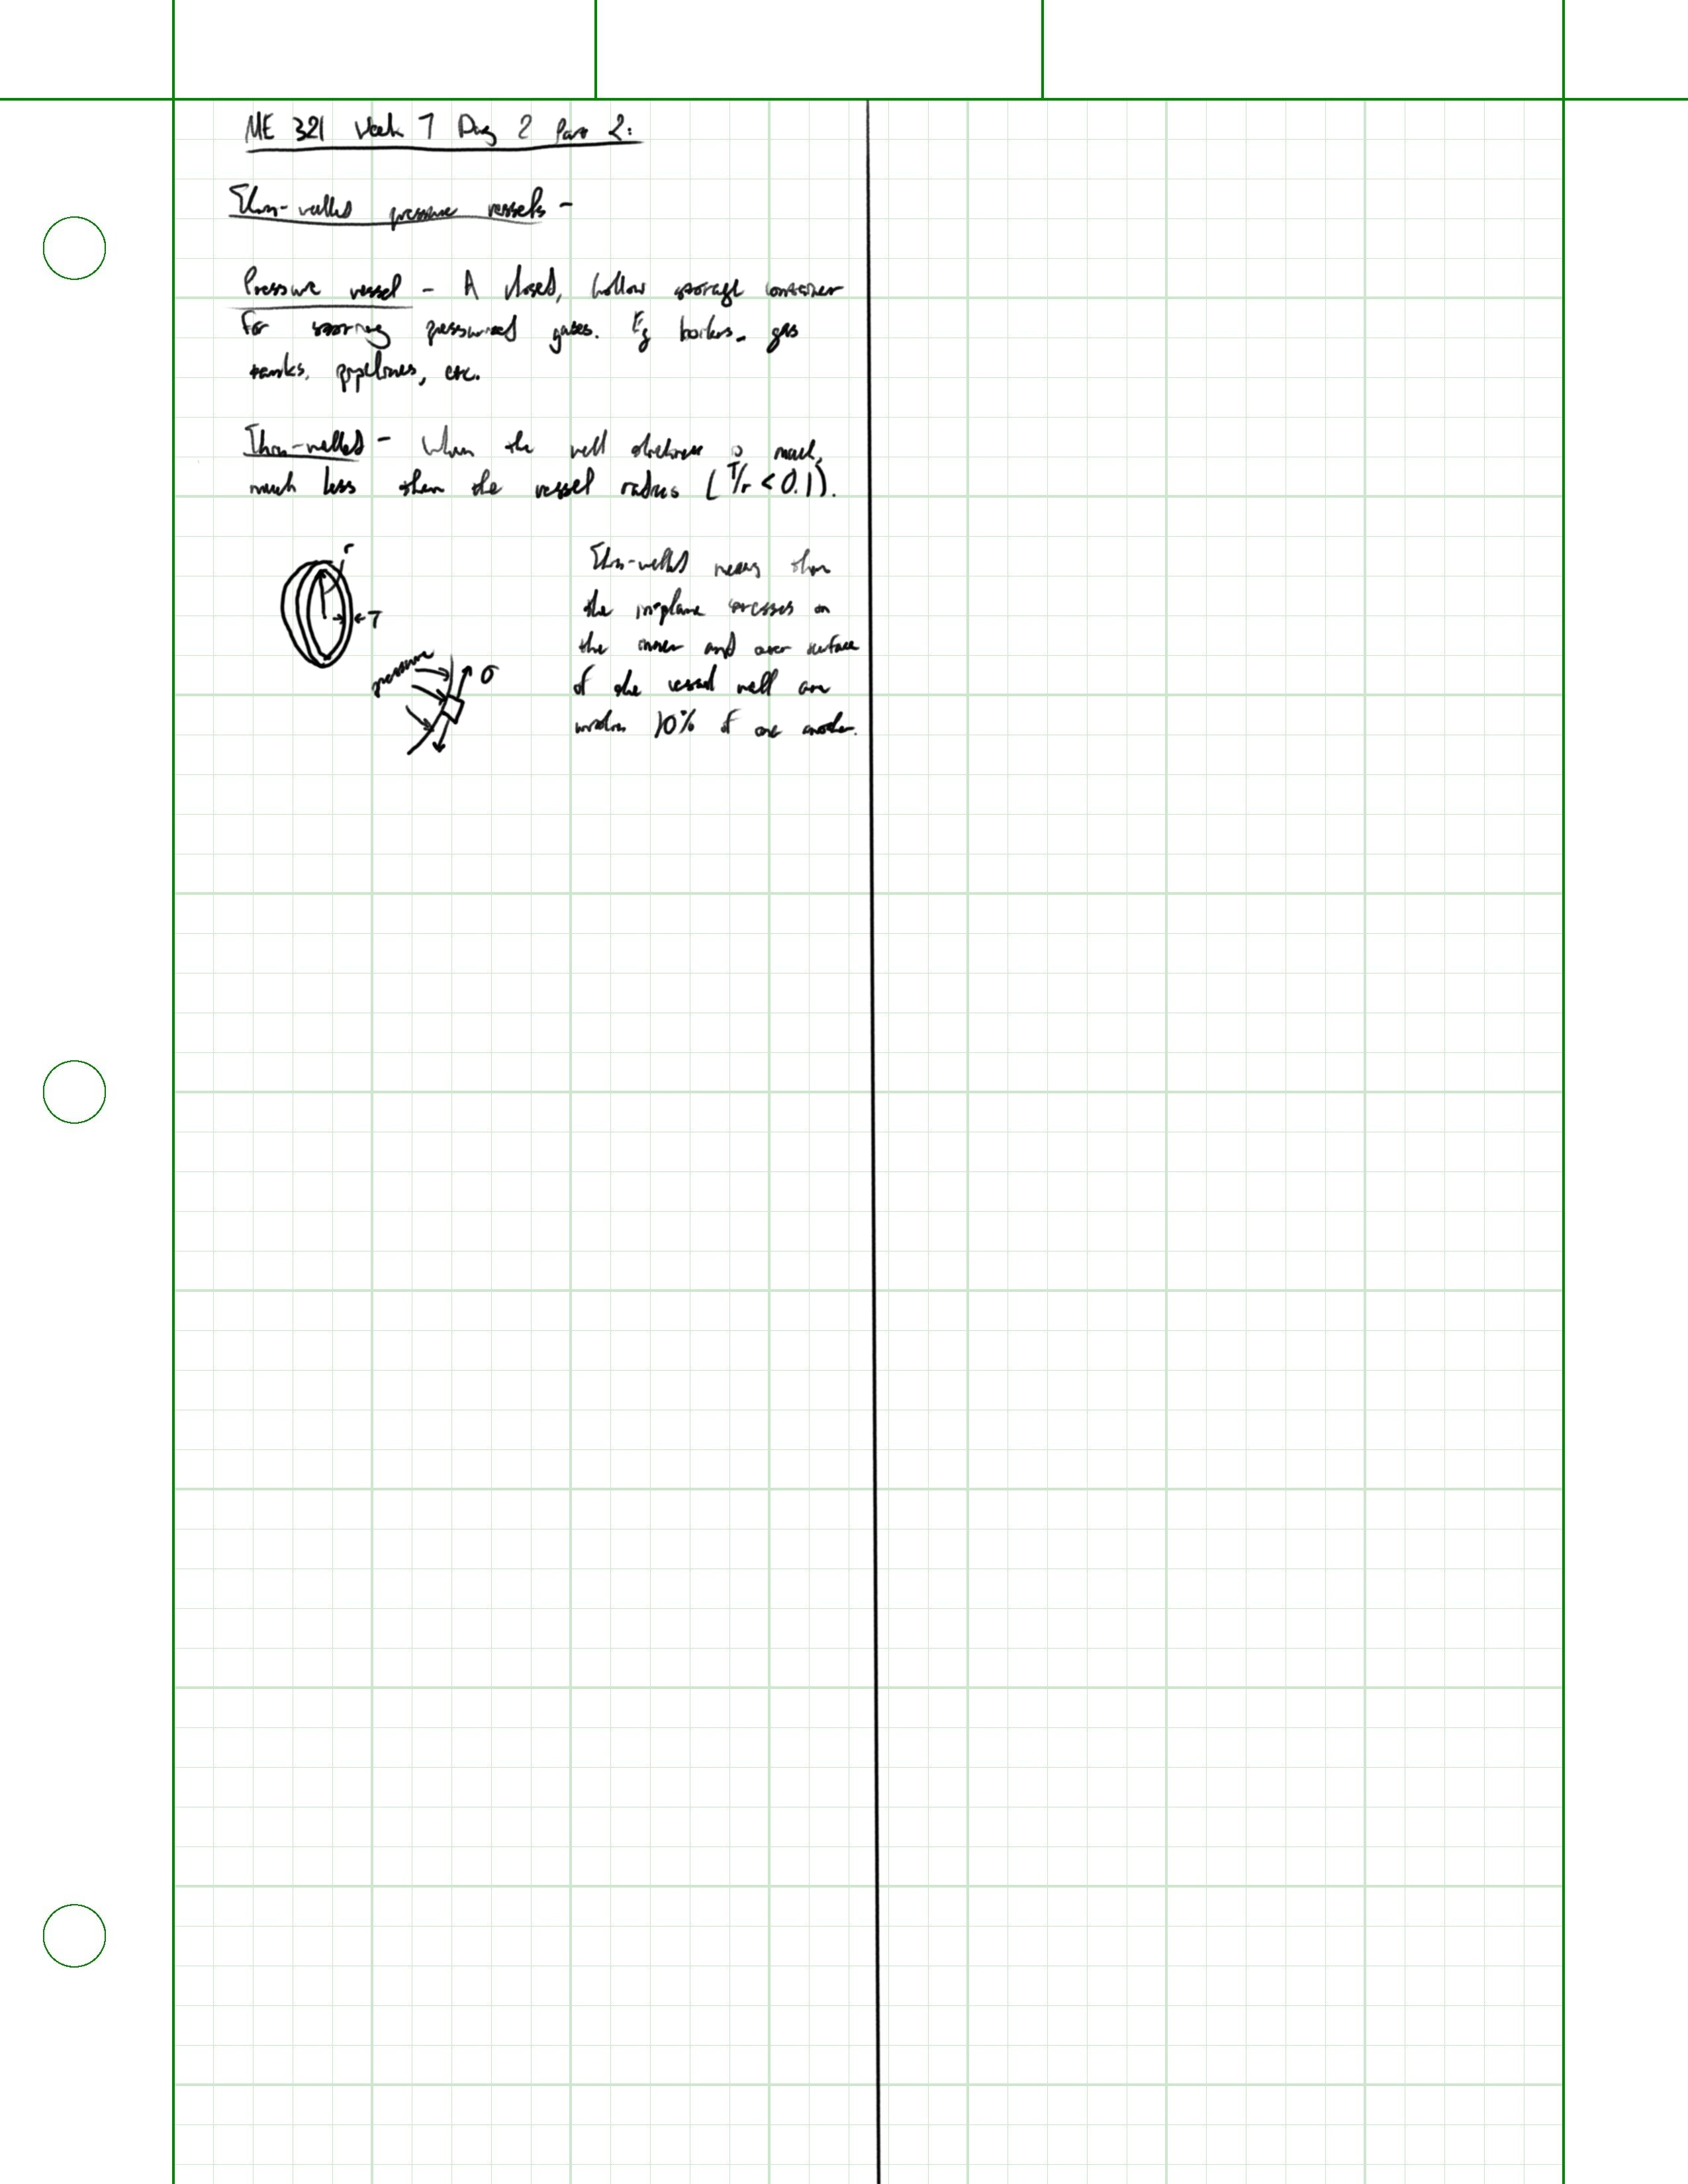 ME 321 Week 7 Day 2 Part 2:
Thin-walled pressure vessels -
Pressure vessel - A closed, hollow storage container
for storing pressurized gases. Eg boilers, gas
tanks, pipelines, etc.
Thin-walled - When the wall thickness is much,
much less than the vessel radius (T/r < 0.1).
r
T
pressure
σ
Thin-walled means that
the in-plane stresses on
the inner and outer surface
of the vessel wall are
within 10% of one another.